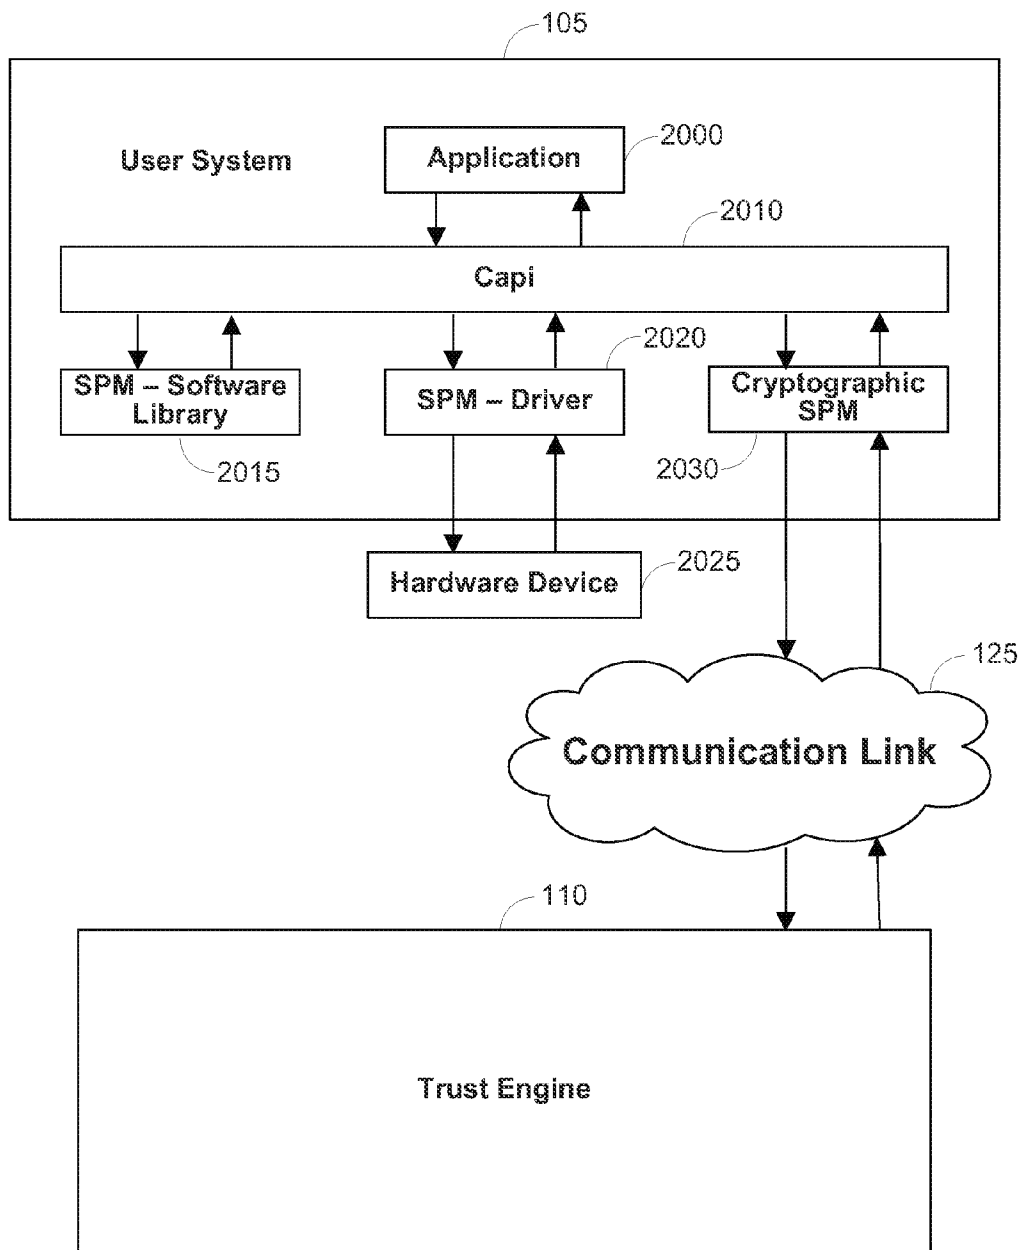 105
2000
Application
User System
2010
Capi
2020
SPM – Software
Library
SPM – Driver
Cryptographic
SPM
2015
2030
Hardware Device
2025
125
Communication Link
110
Trust Engine